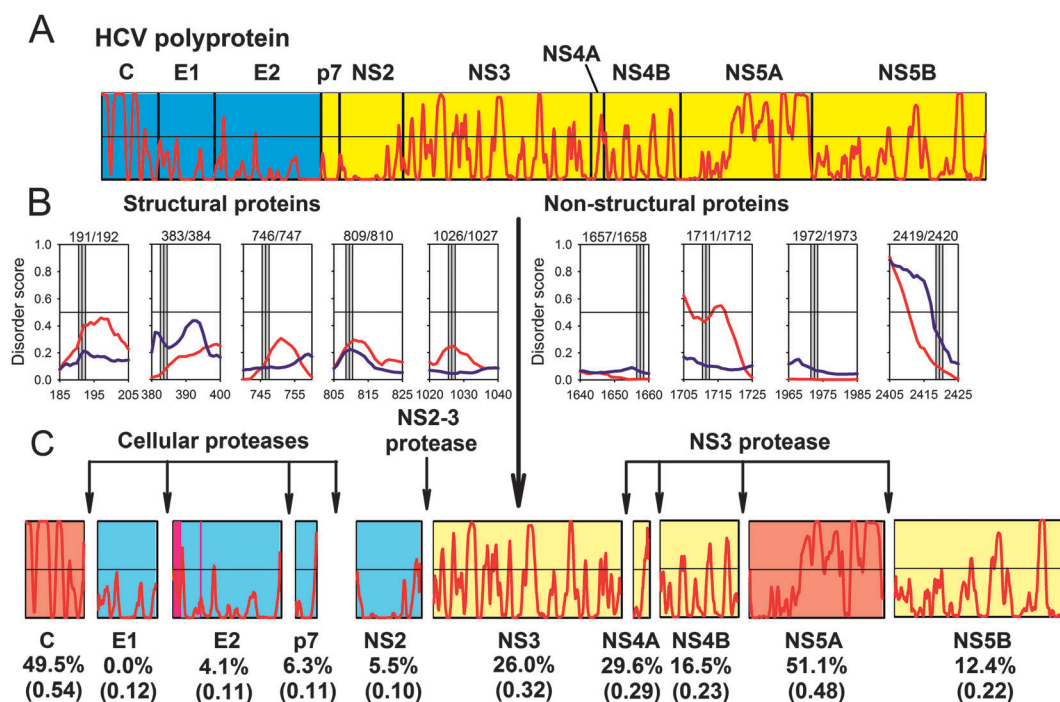 A
HCV polyprotein
NS4A
C E1 E2 p7 NS2 NS3 NS4B NS5A NS5B
B
Structural proteins Non-structural proteins
191/192 383/384 746/747 809/810 1026/1027 1657/1658 1711/1712 1972/1973 2419/2420
Disorder score Disorder score
1.0 1.0
0.8 0.8
0.6 0.6
0.4 0.4
0.2 0.2
0.0 0.0
185 195 205 380 390 400 745 755 805 815 825 1020 1030 1040 1640 1650 1660 1705 1715 1725 1965 1975 1985 2405 2415 2425
NS2-3
protease
C
Cellular proteases NS3 protease
C E1 E2 p7 NS2 NS3 NS4A NS4B NS5A NS5B
49.5% 0.0% 4.1% 6.3% 5.5% 26.0% 29.6% 16.5% 51.1% 12.4%
(0.54) (0.12) (0.11) (0.11) (0.10) (0.32) (0.29) (0.23) (0.48) (0.22)